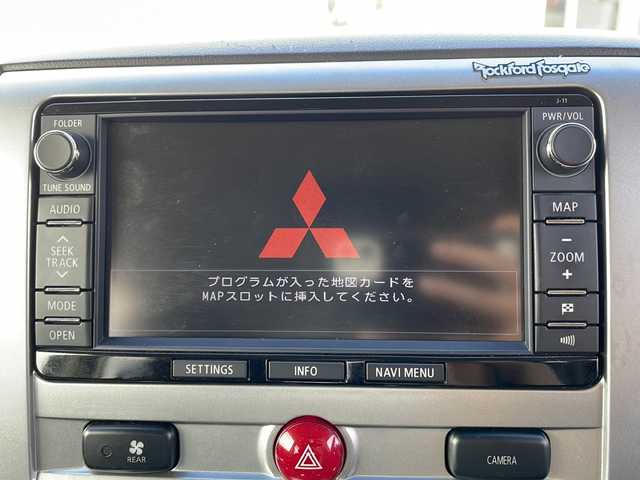 Rockford Fosgate
J-11
FOLDER
PWR/VOL
TUNE SOUND
AUDIO
MAP
SEEK
TRACK
−
ZOOM
+
MODE
OPEN
プログラムが入った地図カードを
MAPスロットに挿入してください。
SETTINGS
INFO
NAVI MENU
REAR
CAMERA